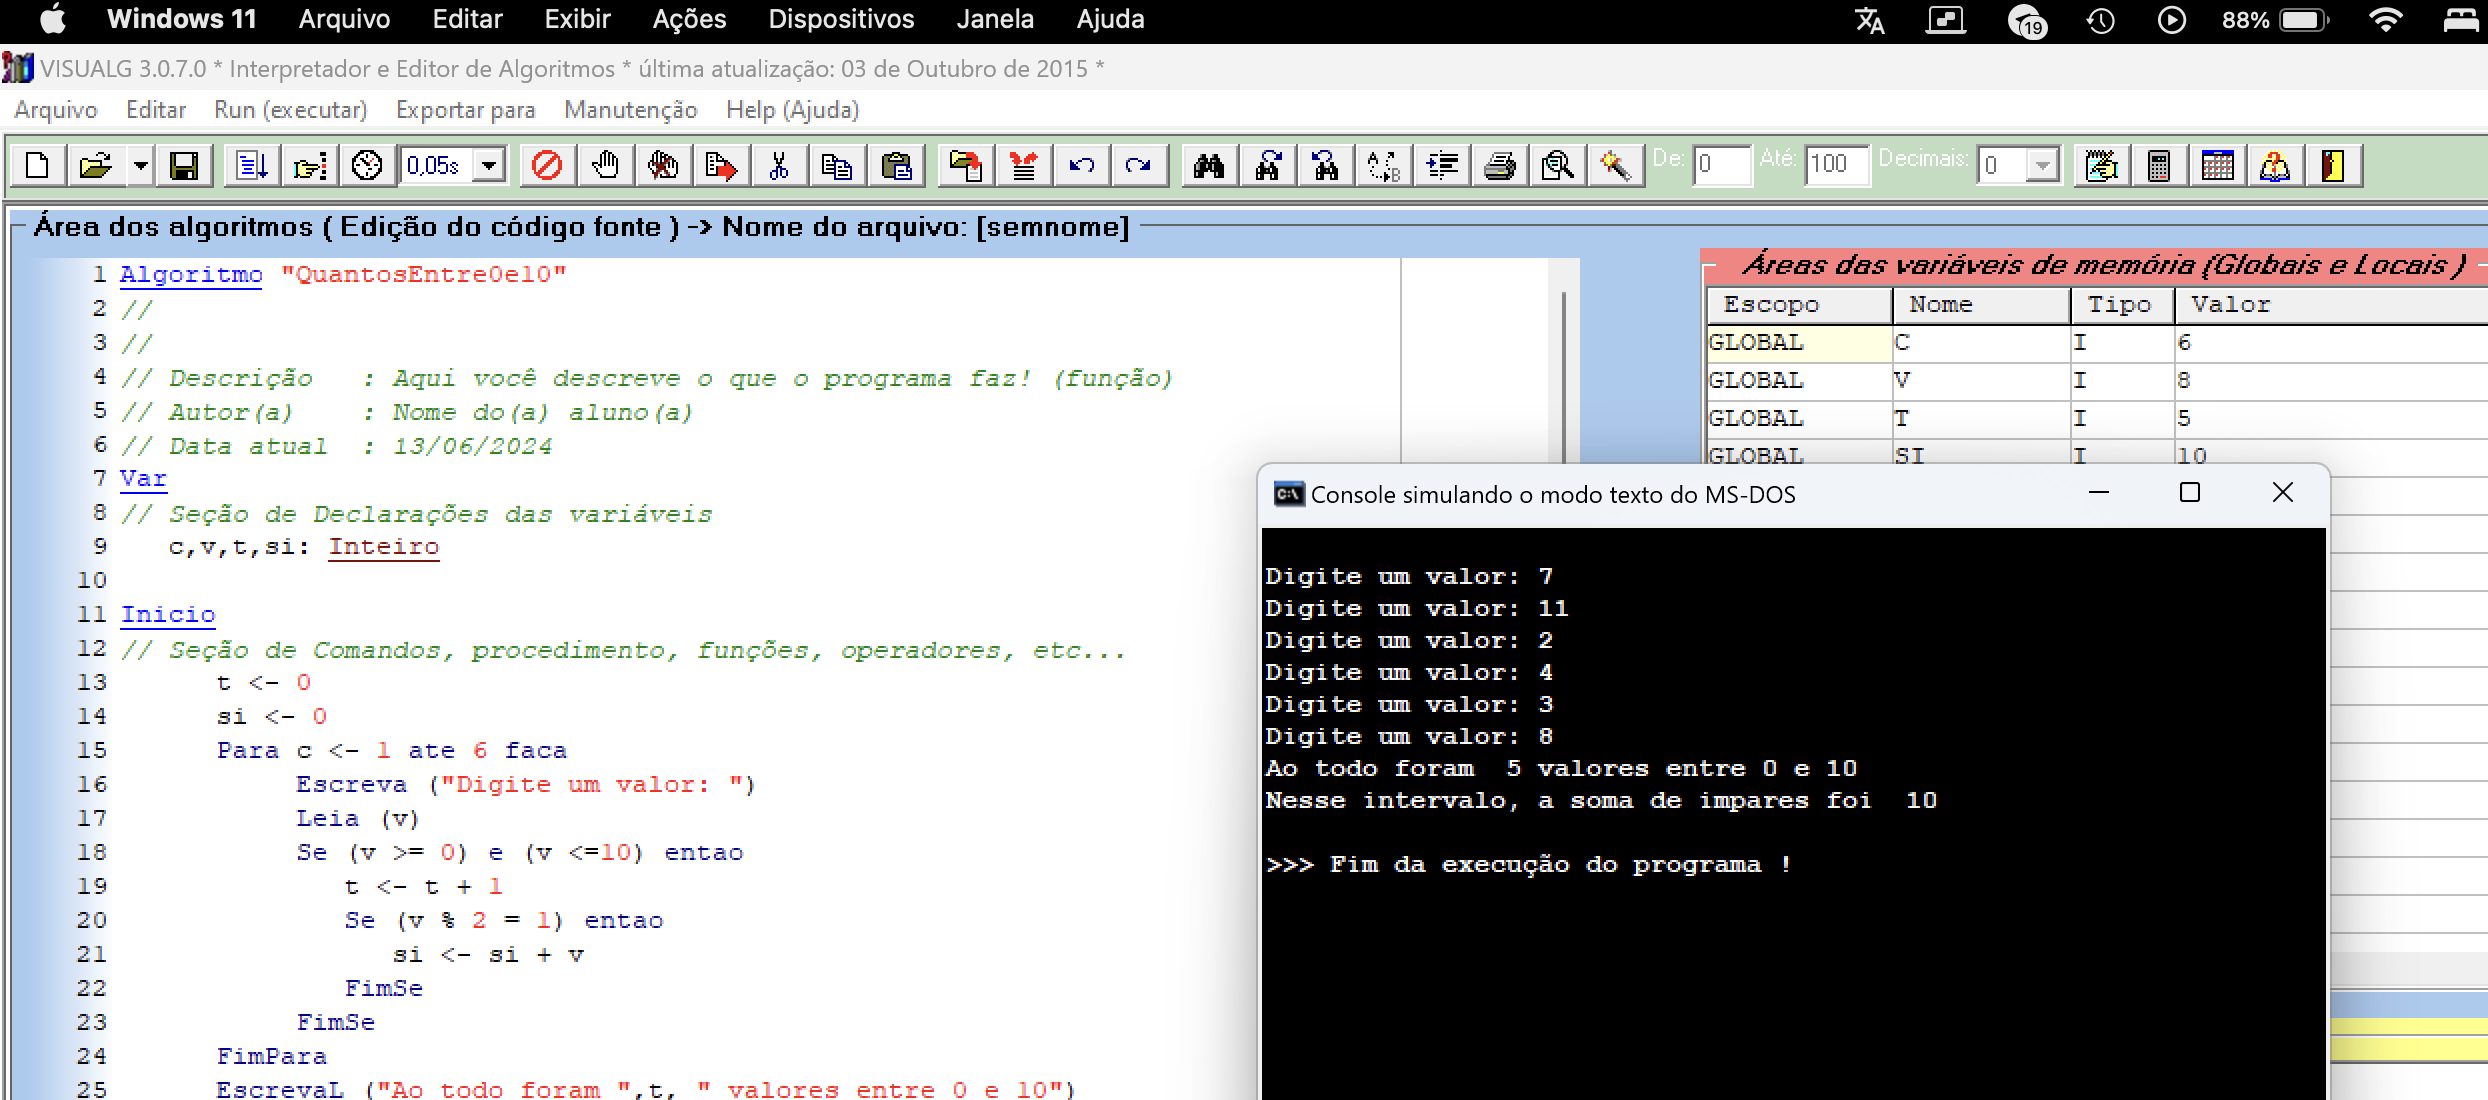 Windows 11 Arquivo Editar Exibir Ações Dispositivos Janela Ajuda 19 88%
VISUALG 3.0.7.0 * Interpretador e Editor de Algoritmos * última atualização: 03 de Outubro de 2015 *
Arquivo Editar Run (executar) Exportar para Manutenção Help (Ajuda)
0,05s De: 0 Até: 100 Decimais: 0
Área dos algoritmos ( Edição do código fonte ) -> Nome do arquivo: [semnome]
1 Algoritmo "QuantosEntre0e10"
2 //
3 //
4 // Descrição : Aqui você descreve o que o programa faz! (função)
5 // Autor(a) : Nome do(a) aluno(a)
6 // Data atual : 13/06/2024
7 Var
8 // Seção de Declarações das variáveis
9 c,v,t,si: Inteiro
10
11 Inicio
12 // Seção de Comandos, procedimento, funções, operadores, etc...
13 t <- 0
14 si <- 0
15 Para c <- 1 ate 6 faca
16 Escreva ("Digite um valor: ")
17 Leia (v)
18 Se (v >= 0) e (v <=10) entao
19 t <- t + 1
20 Se (v % 2 = 1) entao
21 si <- si + v
22 FimSe
23 FimSe
24 FimPara
25 EscrevaL ("Ao todo foram ",t, " valores entre 0 e 10")
Áreas das variáveis de memória (Globais e Locais )
Escopo Nome Tipo Valor
GLOBAL C I 6
GLOBAL V I 8
GLOBAL T I 5
GLOBAL SI I 10
C:\ Console simulando o modo texto do MS-DOS
Digite um valor: 7
Digite um valor: 11
Digite um valor: 2
Digite um valor: 4
Digite um valor: 3
Digite um valor: 8
Ao todo foram  5 valores entre 0 e 10
Nesse intervalo, a soma de impares foi  10
>>> Fim da execução do programa !